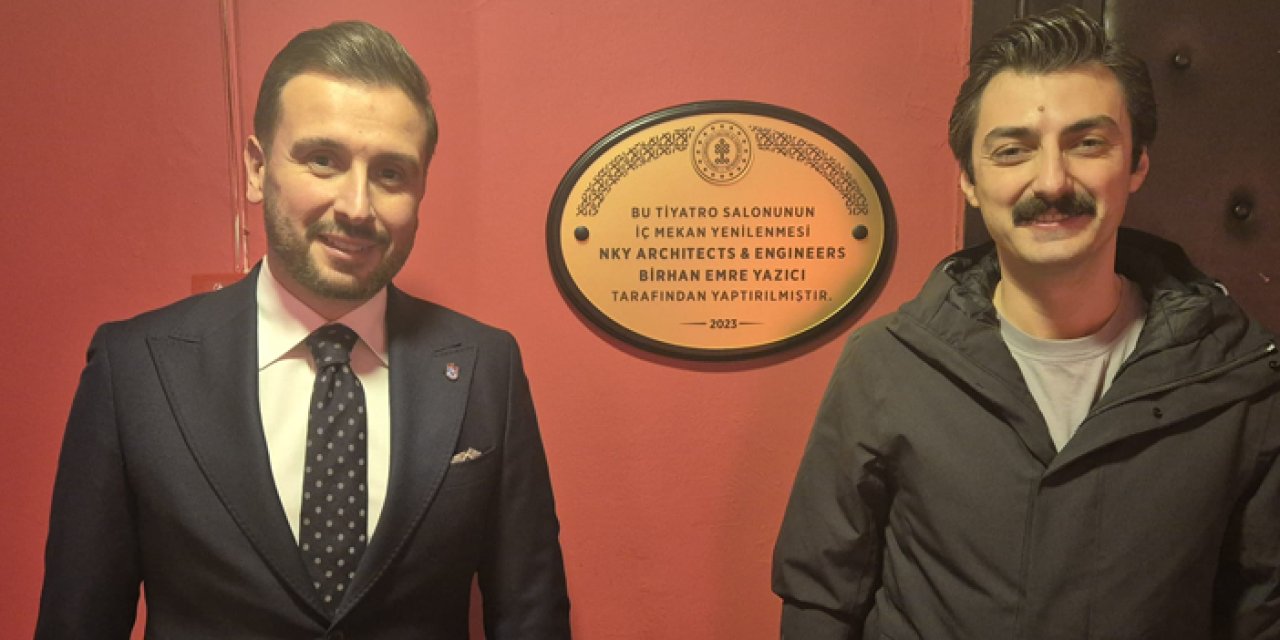 BU TİYATRO SALONUNUN
İÇ MEKAN YENİLENMESİ
NKY ARCHITECTS & ENGINEERS
BİRHAN EMRE YAZICI
TARAFINDAN YAPTIRILMIŞTIR.
2023